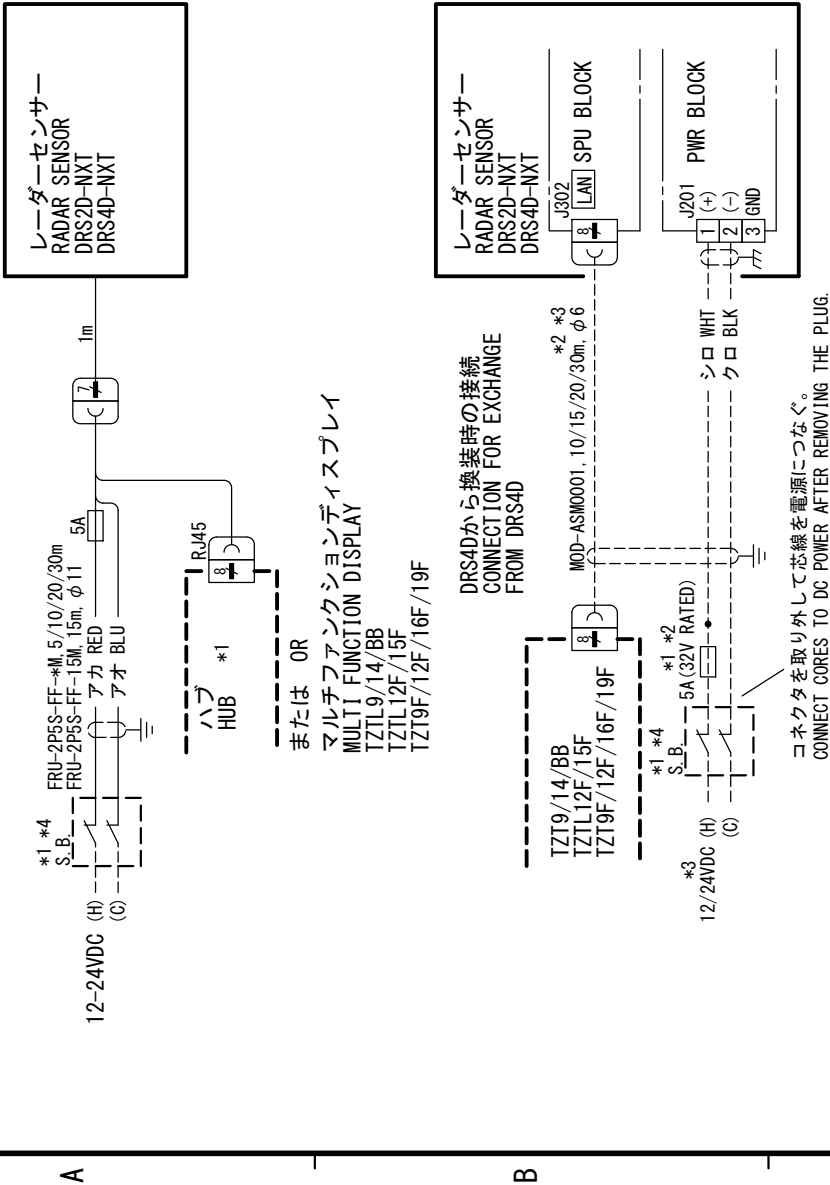 A
12-24VDC (H)
(C)
*1 *4
S.B.
FRU-2P5S-FF-*M, 5/10/20/30m
FRU-2P5S-FF-15M, 15m, φ11
アカ RED
アオ BLU
5A
7
1m
レーダーセンサー
RADAR SENSOR
DRS2D-NXT
DRS4D-NXT
RJ45
8
ハブ
HUB
*1
または OR
マルチファンクションディスプレイ
MULTI FUNCTION DISPLAY
TZTL9/14/BB
TZTL12F/15F
TZT9F/12F/16F/19F
B
DRS4Dから換装時の接続
CONNECTION FOR EXCHANGE
FROM DRS4D
TZT9/14/BB
TZTL12F/15F
TZT9F/12F/16F/19F
8
MOD-ASM0001, 10/15/20/30m, φ6
*2 *3
8
J302
LAN
SPU BLOCK
レーダーセンサー
RADAR SENSOR
DRS2D-NXT
DRS4D-NXT
*3
12/24VDC (H)
(C)
*1 *4
S.B.
*1 *2
5A(32V RATED)
シロ WHT
クロ BLK
J201
1 (+)
2 (-)
3 GND
PWR BLOCK
コネクタを取り外して芯線を電源につなぐ。
CONNECT CORES TO DC POWER AFTER REMOVING THE PLUG.